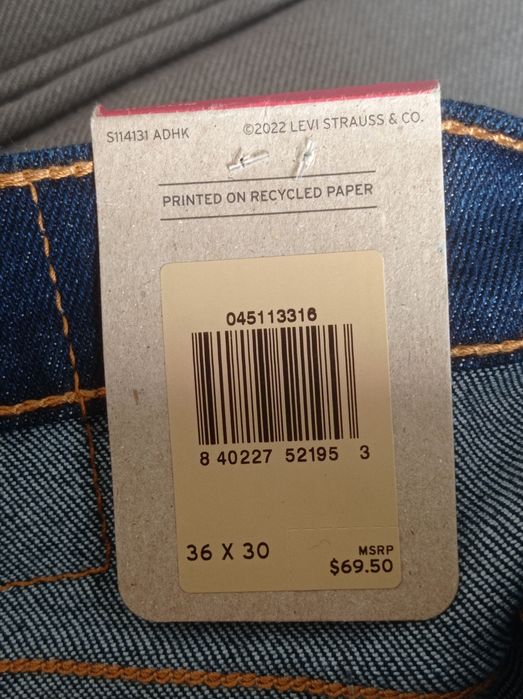 S114131 ADHK ©2022 LEVI STRAUSS & CO.
PRINTED ON RECYCLED PAPER
045113316
8 40227 52195 3
36 X 30
MSRP
$69.50